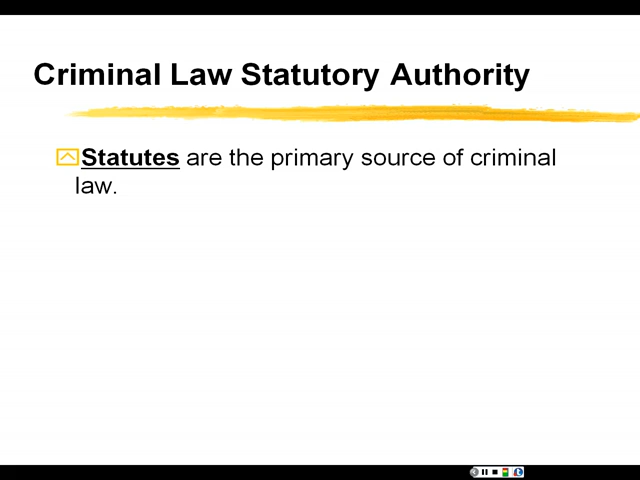 Criminal Law Statutory Authority
Statutes are the primary source of criminal
law.